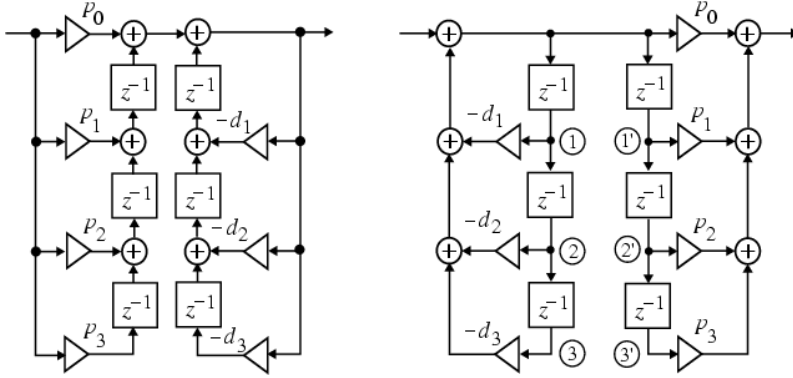 p0 p0
z−1 z−1 z−1 z−1
p1 −d1 −d1 1 1' p1
z−1 z−1 z−1 z−1
p2 −d2 −d2 2 2' p2
z−1 z−1 z−1 z−1
p3 −d3 −d3 3 3' p3